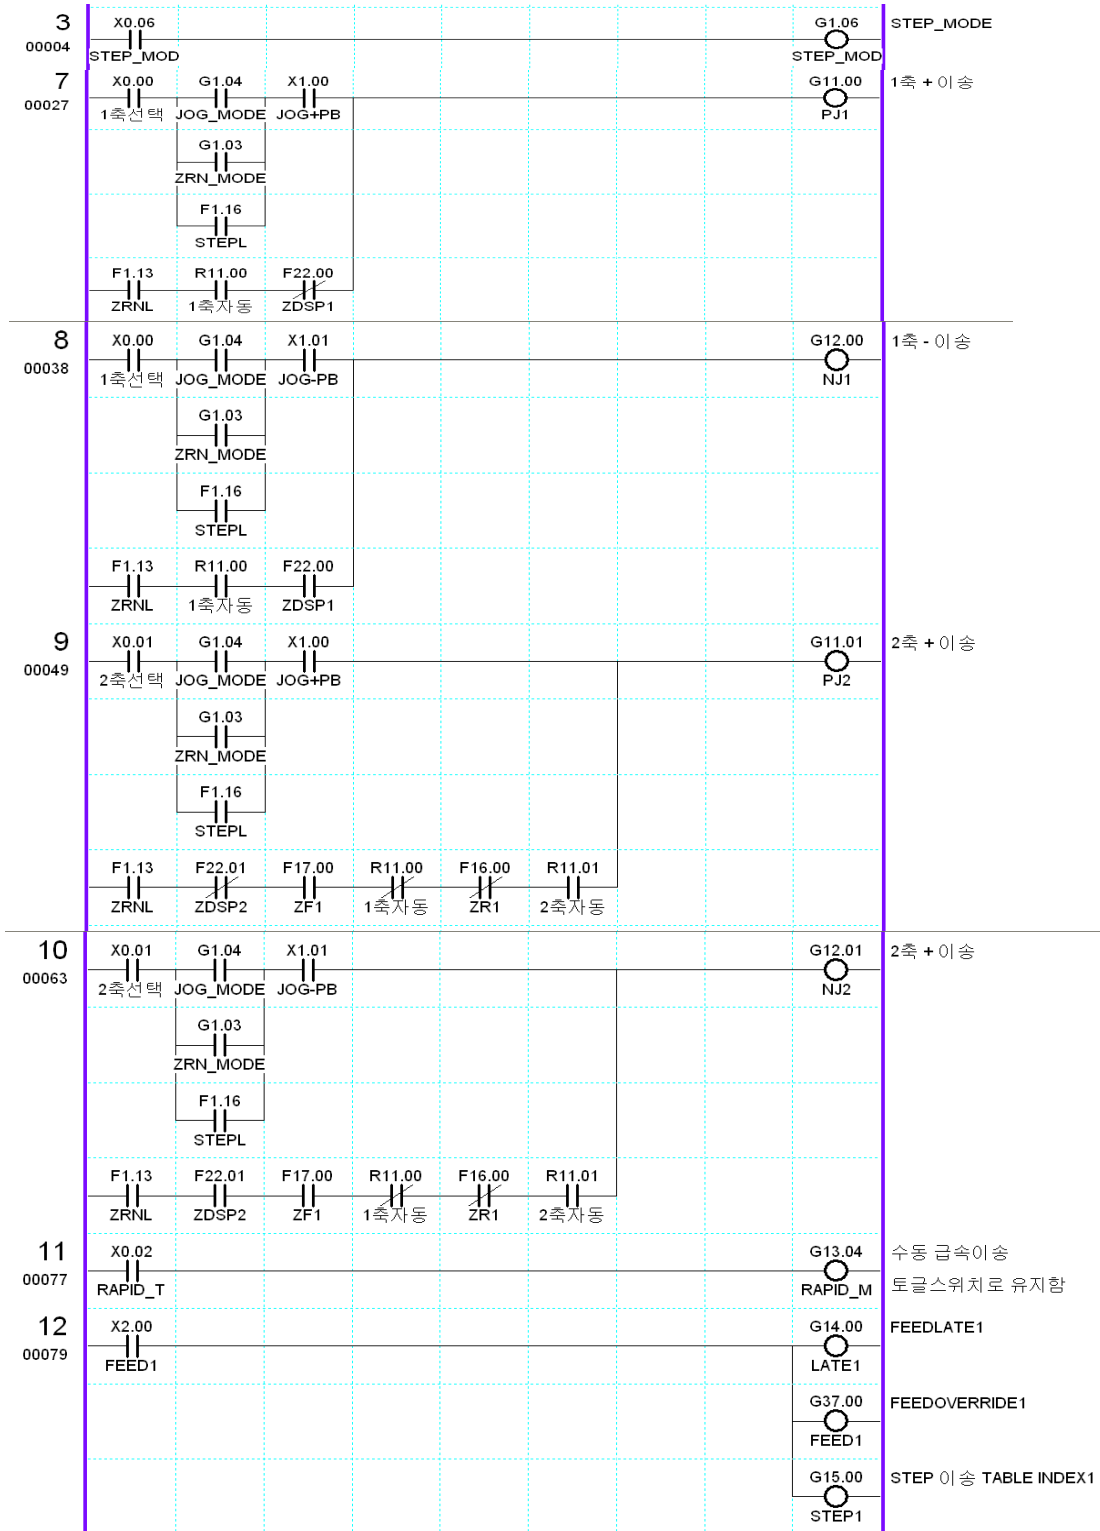 3 X0.06 G1.06 STEP_MODE
00004 STEP_MOD STEP_MOD
7 X0.00 G1.04 X1.00 G11.00 1축 + 이송
00027 1축선택 JOG_MODE JOG+PB PJ1
G1.03
ZRN_MODE
F1.16
STEPL
F1.13 R11.00 F22.00
ZRNL 1축자동 ZDSP1
8 X0.00 G1.04 X1.01 G12.00 1축 - 이송
00038 1축선택 JOG_MODE JOG-PB NJ1
G1.03
ZRN_MODE
F1.16
STEPL
F1.13 R11.00 F22.00
ZRNL 1축자동 ZDSP1
9 X0.01 G1.04 X1.00 G11.01 2축 + 이송
00049 2축선택 JOG_MODE JOG+PB PJ2
G1.03
ZRN_MODE
F1.16
STEPL
F1.13 F22.01 F17.00 R11.00 F16.00 R11.01
ZRNL ZDSP2 ZF1 1축자동 ZR1 2축자동
10 X0.01 G1.04 X1.01 G12.01 2축 + 이송
00063 2축선택 JOG_MODE JOG-PB NJ2
G1.03
ZRN_MODE
F1.16
STEPL
F1.13 F22.01 F17.00 R11.00 F16.00 R11.01
ZRNL ZDSP2 ZF1 1축자동 ZR1 2축자동
11 X0.02 G13.04 수동 급속이송
00077 RAPID_T RAPID_M 토글스위치로 유지함
12 X2.00 G14.00 FEEDLATE1
00079 FEED1 LATE1
G37.00 FEEDOVERRIDE1
FEED1
G15.00 STEP 이송 TABLE INDEX1
STEP1